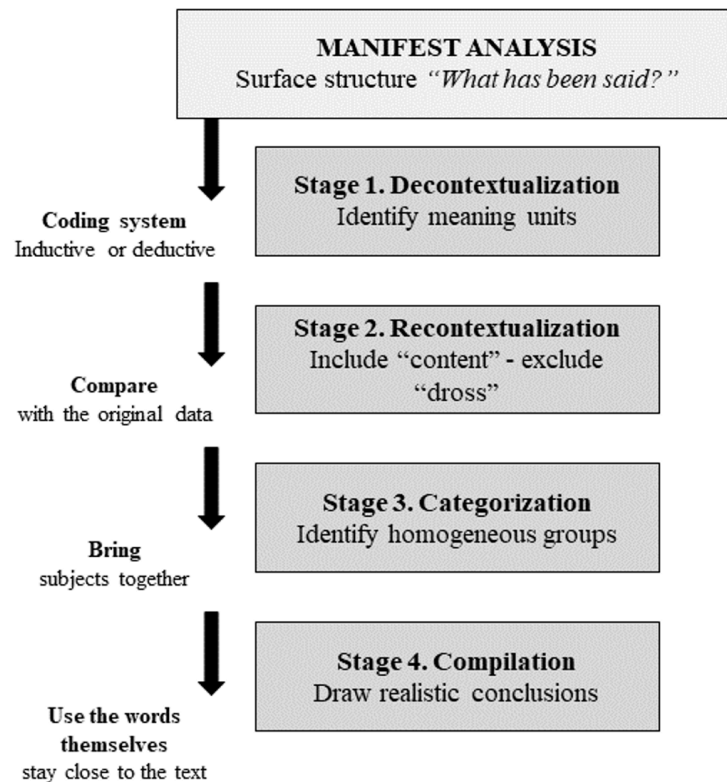 MANIFEST ANALYSIS
Surface structure “What has been said?”
Stage 1. Decontextualization
Identify meaning units
Coding system
Inductive or deductive
Stage 2. Recontextualization
Include “content” - exclude
“dross”
Compare
with the original data
Stage 3. Categorization
Identify homogeneous groups
Bring
subjects together
Stage 4. Compilation
Draw realistic conclusions
Use the words
themselves
stay close to the text